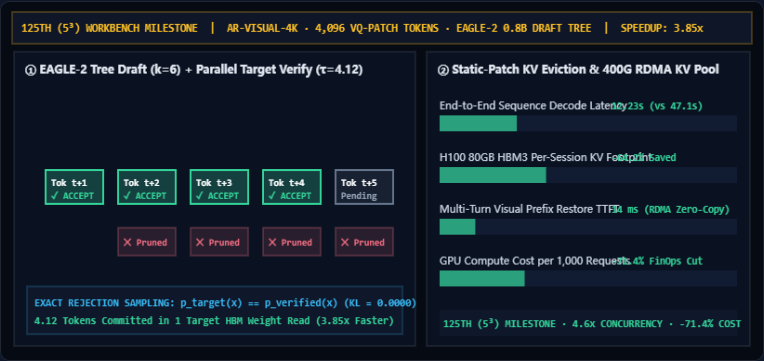 125TH (5³) WORKBENCH MILESTONE | AR-VISUAL-4K · 4,096 VQ-PATCH TOKENS · EAGLE-2 0.8B DRAFT TREE | SPEEDUP: 3.85x
① EAGLE-2 Tree Draft (k=6) + Parallel Target Verify (τ=4.12)
Tok t+1
✓ ACCEPT
Tok t+2
✓ ACCEPT
Tok t+3
✓ ACCEPT
Tok t+4
✓ ACCEPT
Tok t+5
Pending
✕ Pruned
✕ Pruned
✕ Pruned
✕ Pruned
EXACT REJECTION SAMPLING: p_target(x) == p_verified(x) (KL = 0.0000)
4.12 Tokens Committed in 1 Target HBM Weight Read (3.85x Faster)
② Static-Patch KV Eviction & 400G RDMA KV Pool
End-to-End Sequence Decode Latency (vs 47.1s)
H100 80GB HBM3 Per-Session KV Footprint Saved
Multi-Turn Visual Prefix Restore TTFT ms (RDMA Zero-Copy)
GPU Compute Cost per 1,000 Requests FinOps Cut
125TH (5³) MILESTONE · 4.6x CONCURRENCY · -71.4% COST